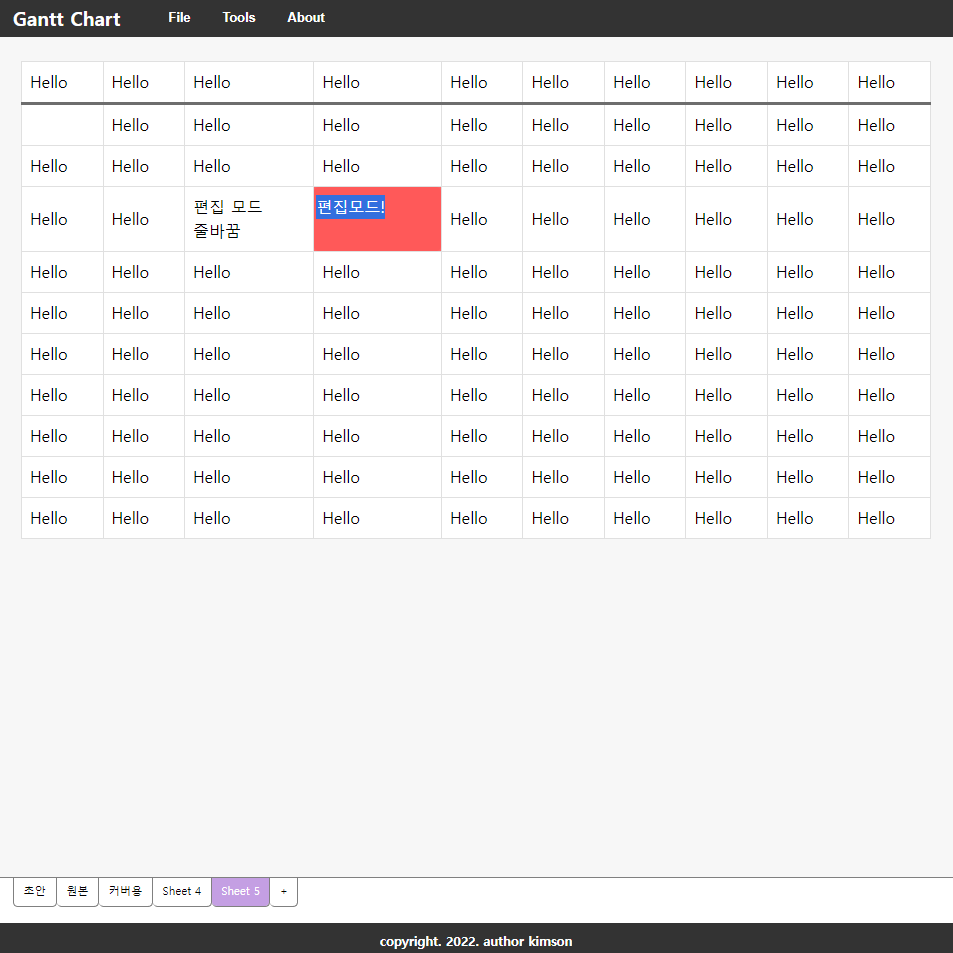 Gantt Chart File Tools About
Hello Hello Hello Hello Hello Hello Hello Hello Hello Hello
Hello Hello Hello Hello Hello Hello Hello Hello Hello
Hello Hello Hello Hello Hello Hello Hello Hello Hello Hello
Hello Hello 편집 모드 편집모드! Hello Hello Hello Hello Hello Hello
줄바꿈
Hello Hello Hello Hello Hello Hello Hello Hello Hello Hello
Hello Hello Hello Hello Hello Hello Hello Hello Hello Hello
Hello Hello Hello Hello Hello Hello Hello Hello Hello Hello
Hello Hello Hello Hello Hello Hello Hello Hello Hello Hello
Hello Hello Hello Hello Hello Hello Hello Hello Hello Hello
Hello Hello Hello Hello Hello Hello Hello Hello Hello Hello
Hello Hello Hello Hello Hello Hello Hello Hello Hello Hello
초안 원본 커버용 Sheet 4 Sheet 5 +
copyright. 2022. author kimson